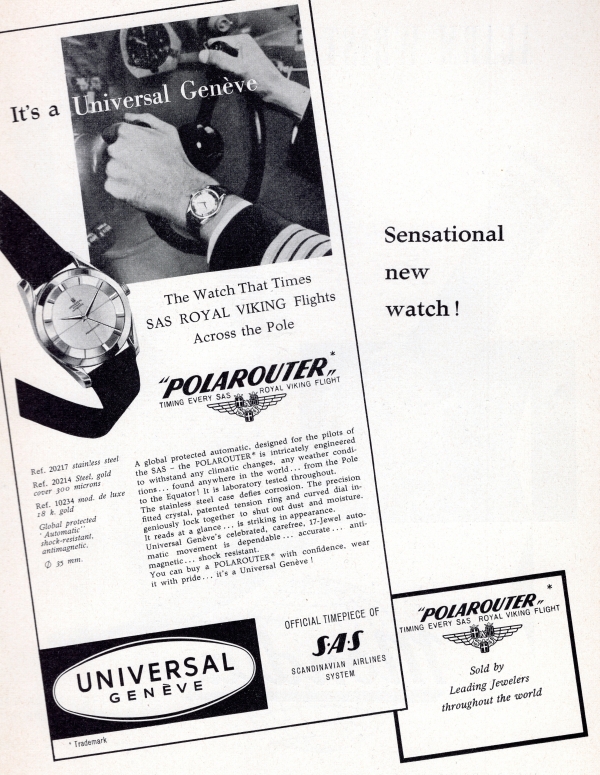 It's a Universal Genève
The Watch That Times
SAS ROYAL VIKING Flights
Across the Pole
"POLAROUTER"*
TIMING EVERY SAS ROYAL VIKING FLIGHT
Ref. 20217 stainless steel
Ref. 20214 Steel, gold
cover 300 microns
Ref. 10234 mod. de luxe
18 k. gold
Global protected
"Automatic"
shock-resistant,
antimagnetic.
∅ 35 mm.
A global protected automatic, designed for the pilots of
the SAS – the POLAROUTER* is intricately engineered
to withstand any climatic changes, any weather condi-
tions... found anywhere in the world... from the Pole
to the Equator! It is laboratory tested throughout.
The stainless steel case defies corrosion. The precision
fitted crystal, patented tension ring and curved dial in-
geniously lock together to shut out dust and moisture.
It reads at a glance... is striking in appearance.
Universal Genève's celebrated, carefree, 17-Jewel auto-
matic movement is dependable... accurate... anti-
magnetic... shock resistant.
You can buy a POLAROUTER* with confidence, wear
it with pride... it's a Universal Genève !
UNIVERSAL
GENÈVE
OFFICIAL TIMEPIECE OF
S·A·S
SCANDINAVIAN AIRLINES
SYSTEM
* Trademark
Sensational
new
watch !
"POLAROUTER"*
TIMING EVERY SAS ROYAL VIKING FLIGHT
Sold by
Leading Jewelers
throughout the world